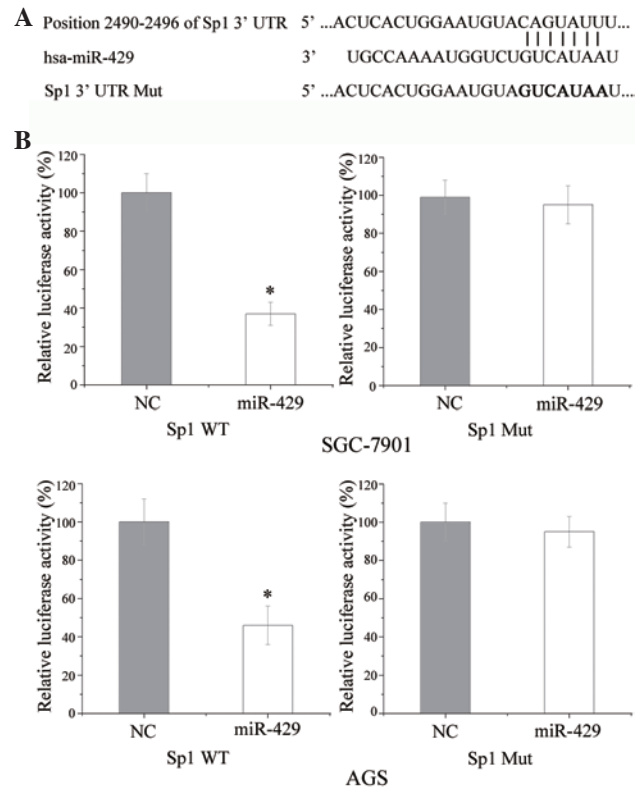 A
Position 2490-2496 of Sp1 3' UTR 5' ...ACUCACUGGAAUGUACAGUAUUU...
hsa-miR-429 3' UGCCAAAAUGGUCUGUCAUAAU
Sp1 3' UTR Mut 5' ...ACUCACUGGAAUGUAGUCAUAAU....
B
Relative luciferase activity (%)
120
100
80
60
40
20
0
*
NC miR-429
Sp1 WT
Relative luciferase activity (%)
120
100
80
60
40
20
0
NC miR-429
Sp1 Mut
SGC-7901
Relative luciferase activity (%)
120
100
80
60
40
20
0
*
NC miR-429
Sp1 WT
Relative luciferase activity (%)
120
100
80
60
40
20
0
NC miR-429
Sp1 Mut
AGS